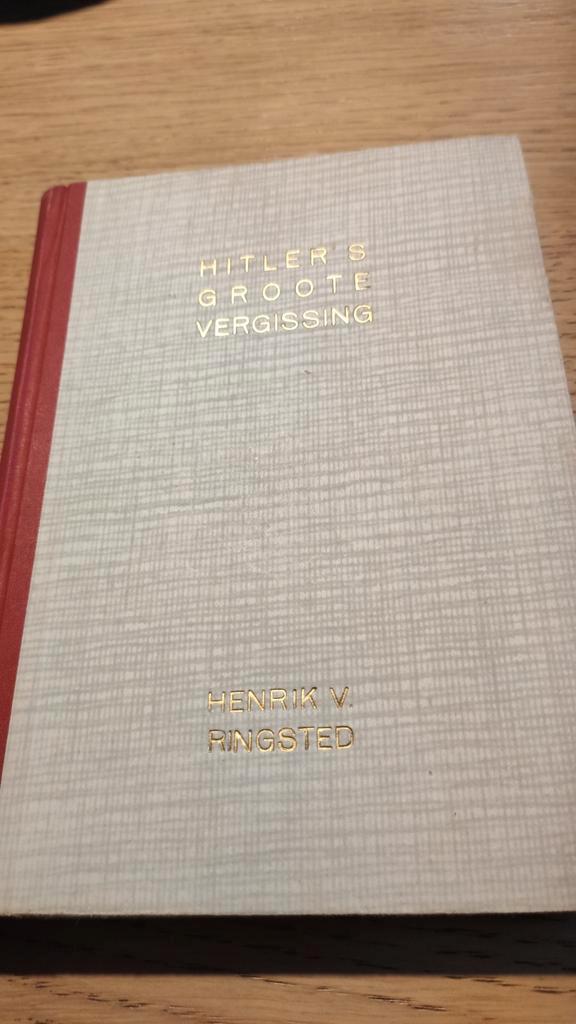 HITLER'S
GROOTE
VERGISSING
HENRIK V.
RINGSTED